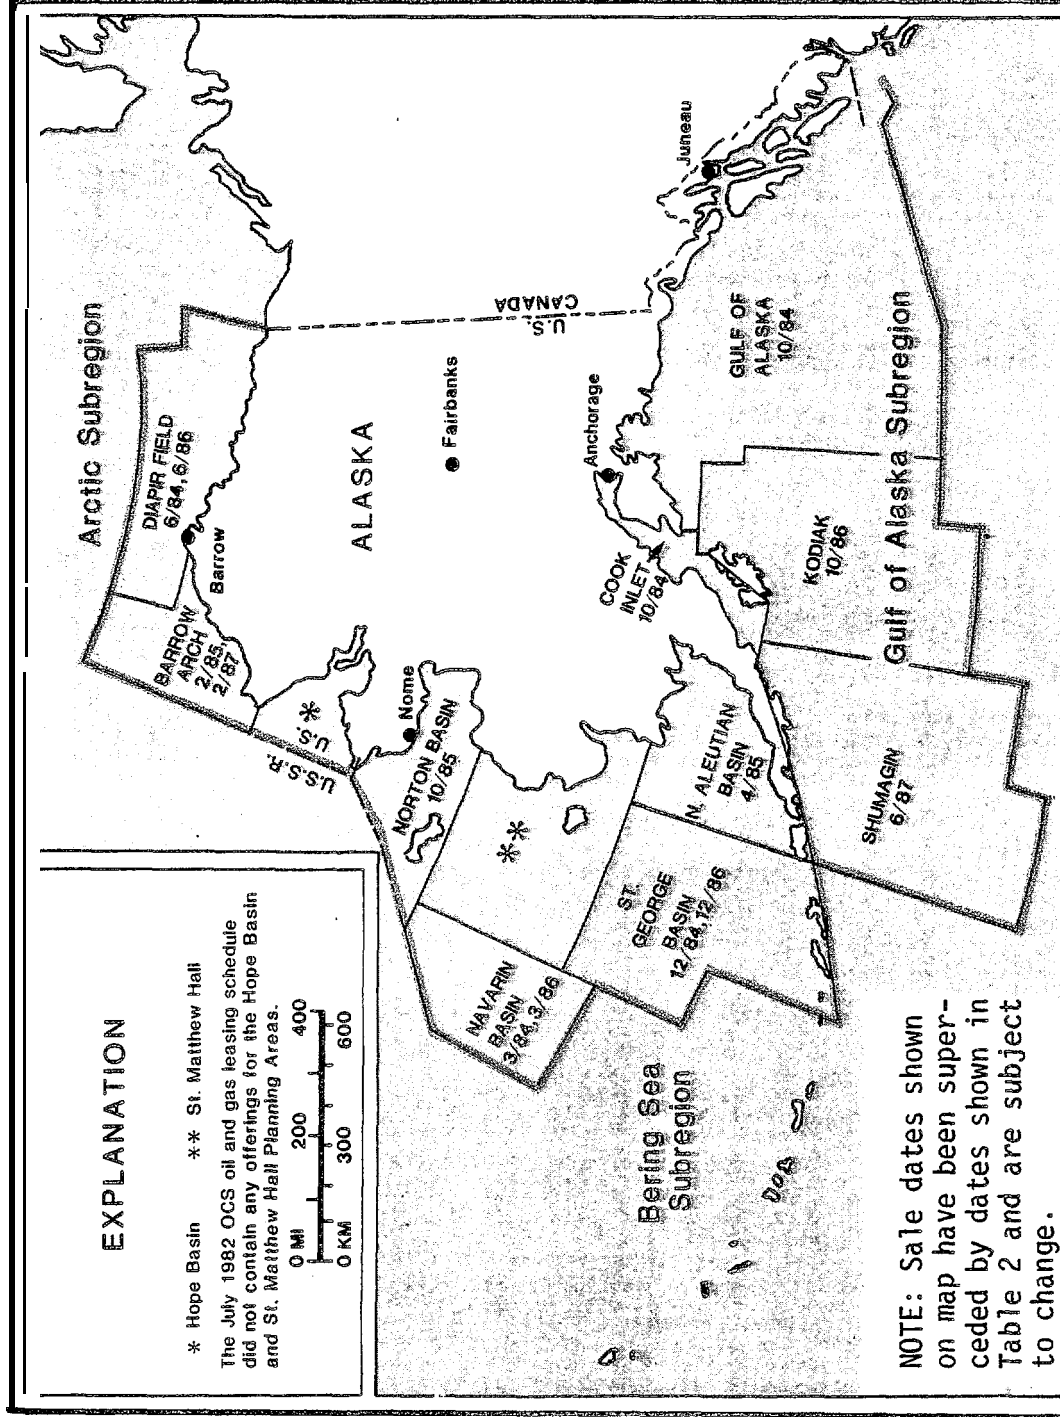 EXPLANATION
* Hope Basin ** St. Matthew Hall
The July 1982 OCS oil and gas leasing schedule
did not contain any offerings for the Hope Basin
and St. Matthew Hall Planning Areas.
0 MI 200 400
0 KM 300 600
Arctic Subregion
DIAPIR FIELD
6/84, 6/86
Barrow
BARROW
ARCH
2/85,
2/87
U.S.S.R.
U.S.
*
ALASKA
Fairbanks
U.S.
CANADA
Nome
NORTON BASIN
10/85
**
NAVARIN
BASIN
3/84, 3/86
ST.
GEORGE
BASIN
12/84, 12/86
N. ALEUTIAN
BASIN
4/85
Bering Sea
Subregion
Anchorage
COOK
INLET
10/84
Juneau
GULF OF
ALASKA
10/84
KODIAK
10/86
SHUMAGIN
6/87
Gulf of Alaska Subregion
NOTE: Sale dates shown
on map have been super-
ceded by dates shown in
Table 2 and are subject
to change.